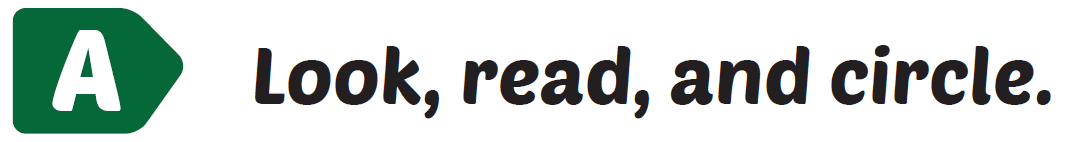 A Look, read, and circle.